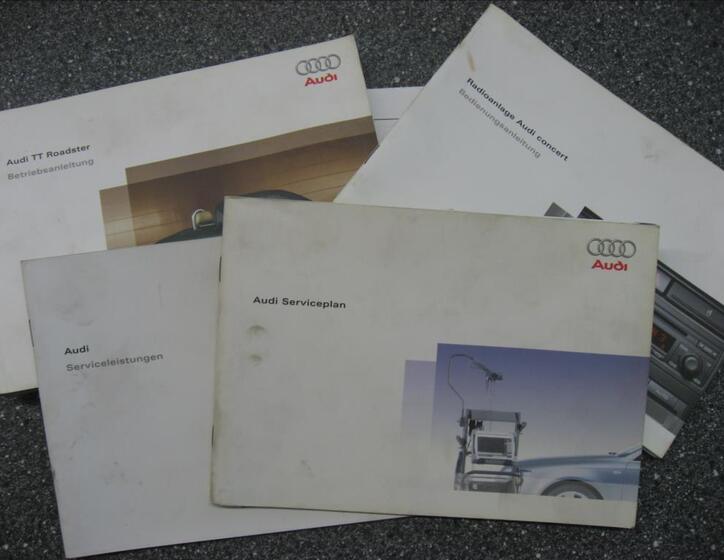 Audi
Audi TT Roadster
Betriebsanleitung
Radioanlage Audi concert
Bedienungsanleitung
Audi
Audi Serviceplan
Audi
Serviceleistungen